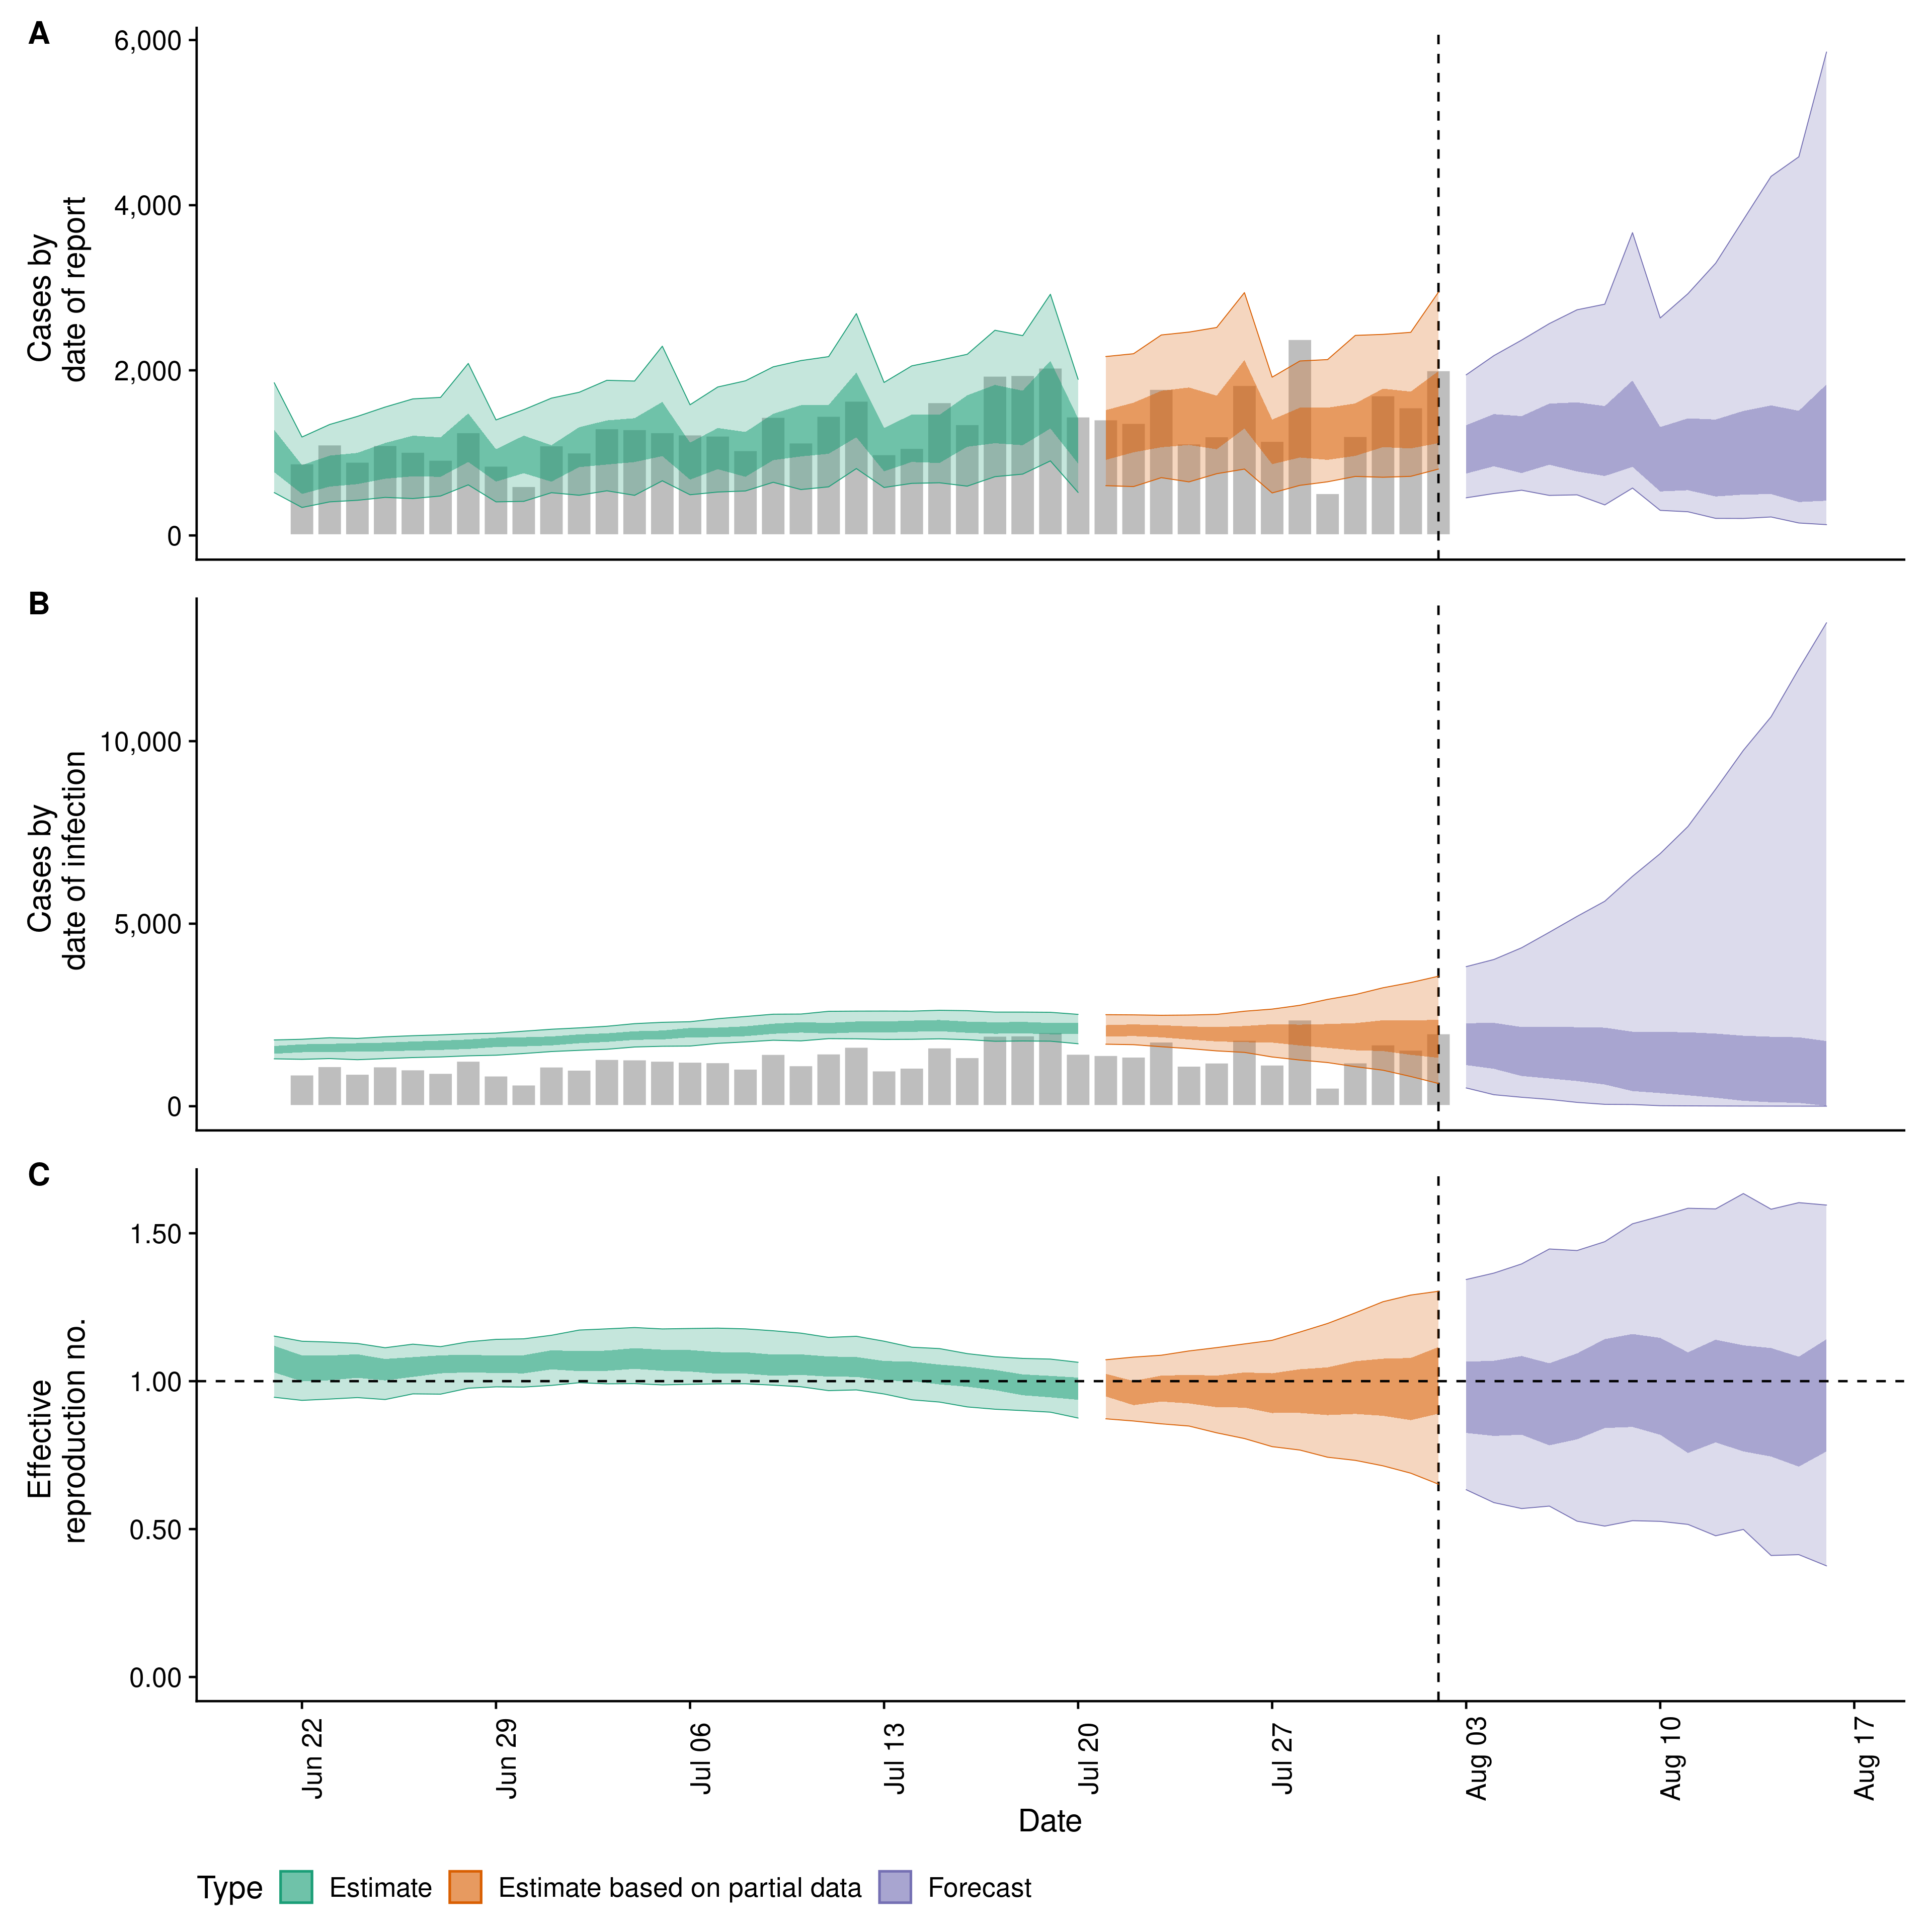 A
6,000
4,000
2,000
0
Cases by
date of report
B
10,000
5,000
0
Cases by
date of infection
C
1.50
1.00
0.50
0.00
Effective
reproduction no.
Jun 22
Jun 29
Jul 06
Jul 13
Jul 20
Jul 27
Aug 03
Aug 10
Aug 17
Date
Type Estimate Estimate based on partial data Forecast